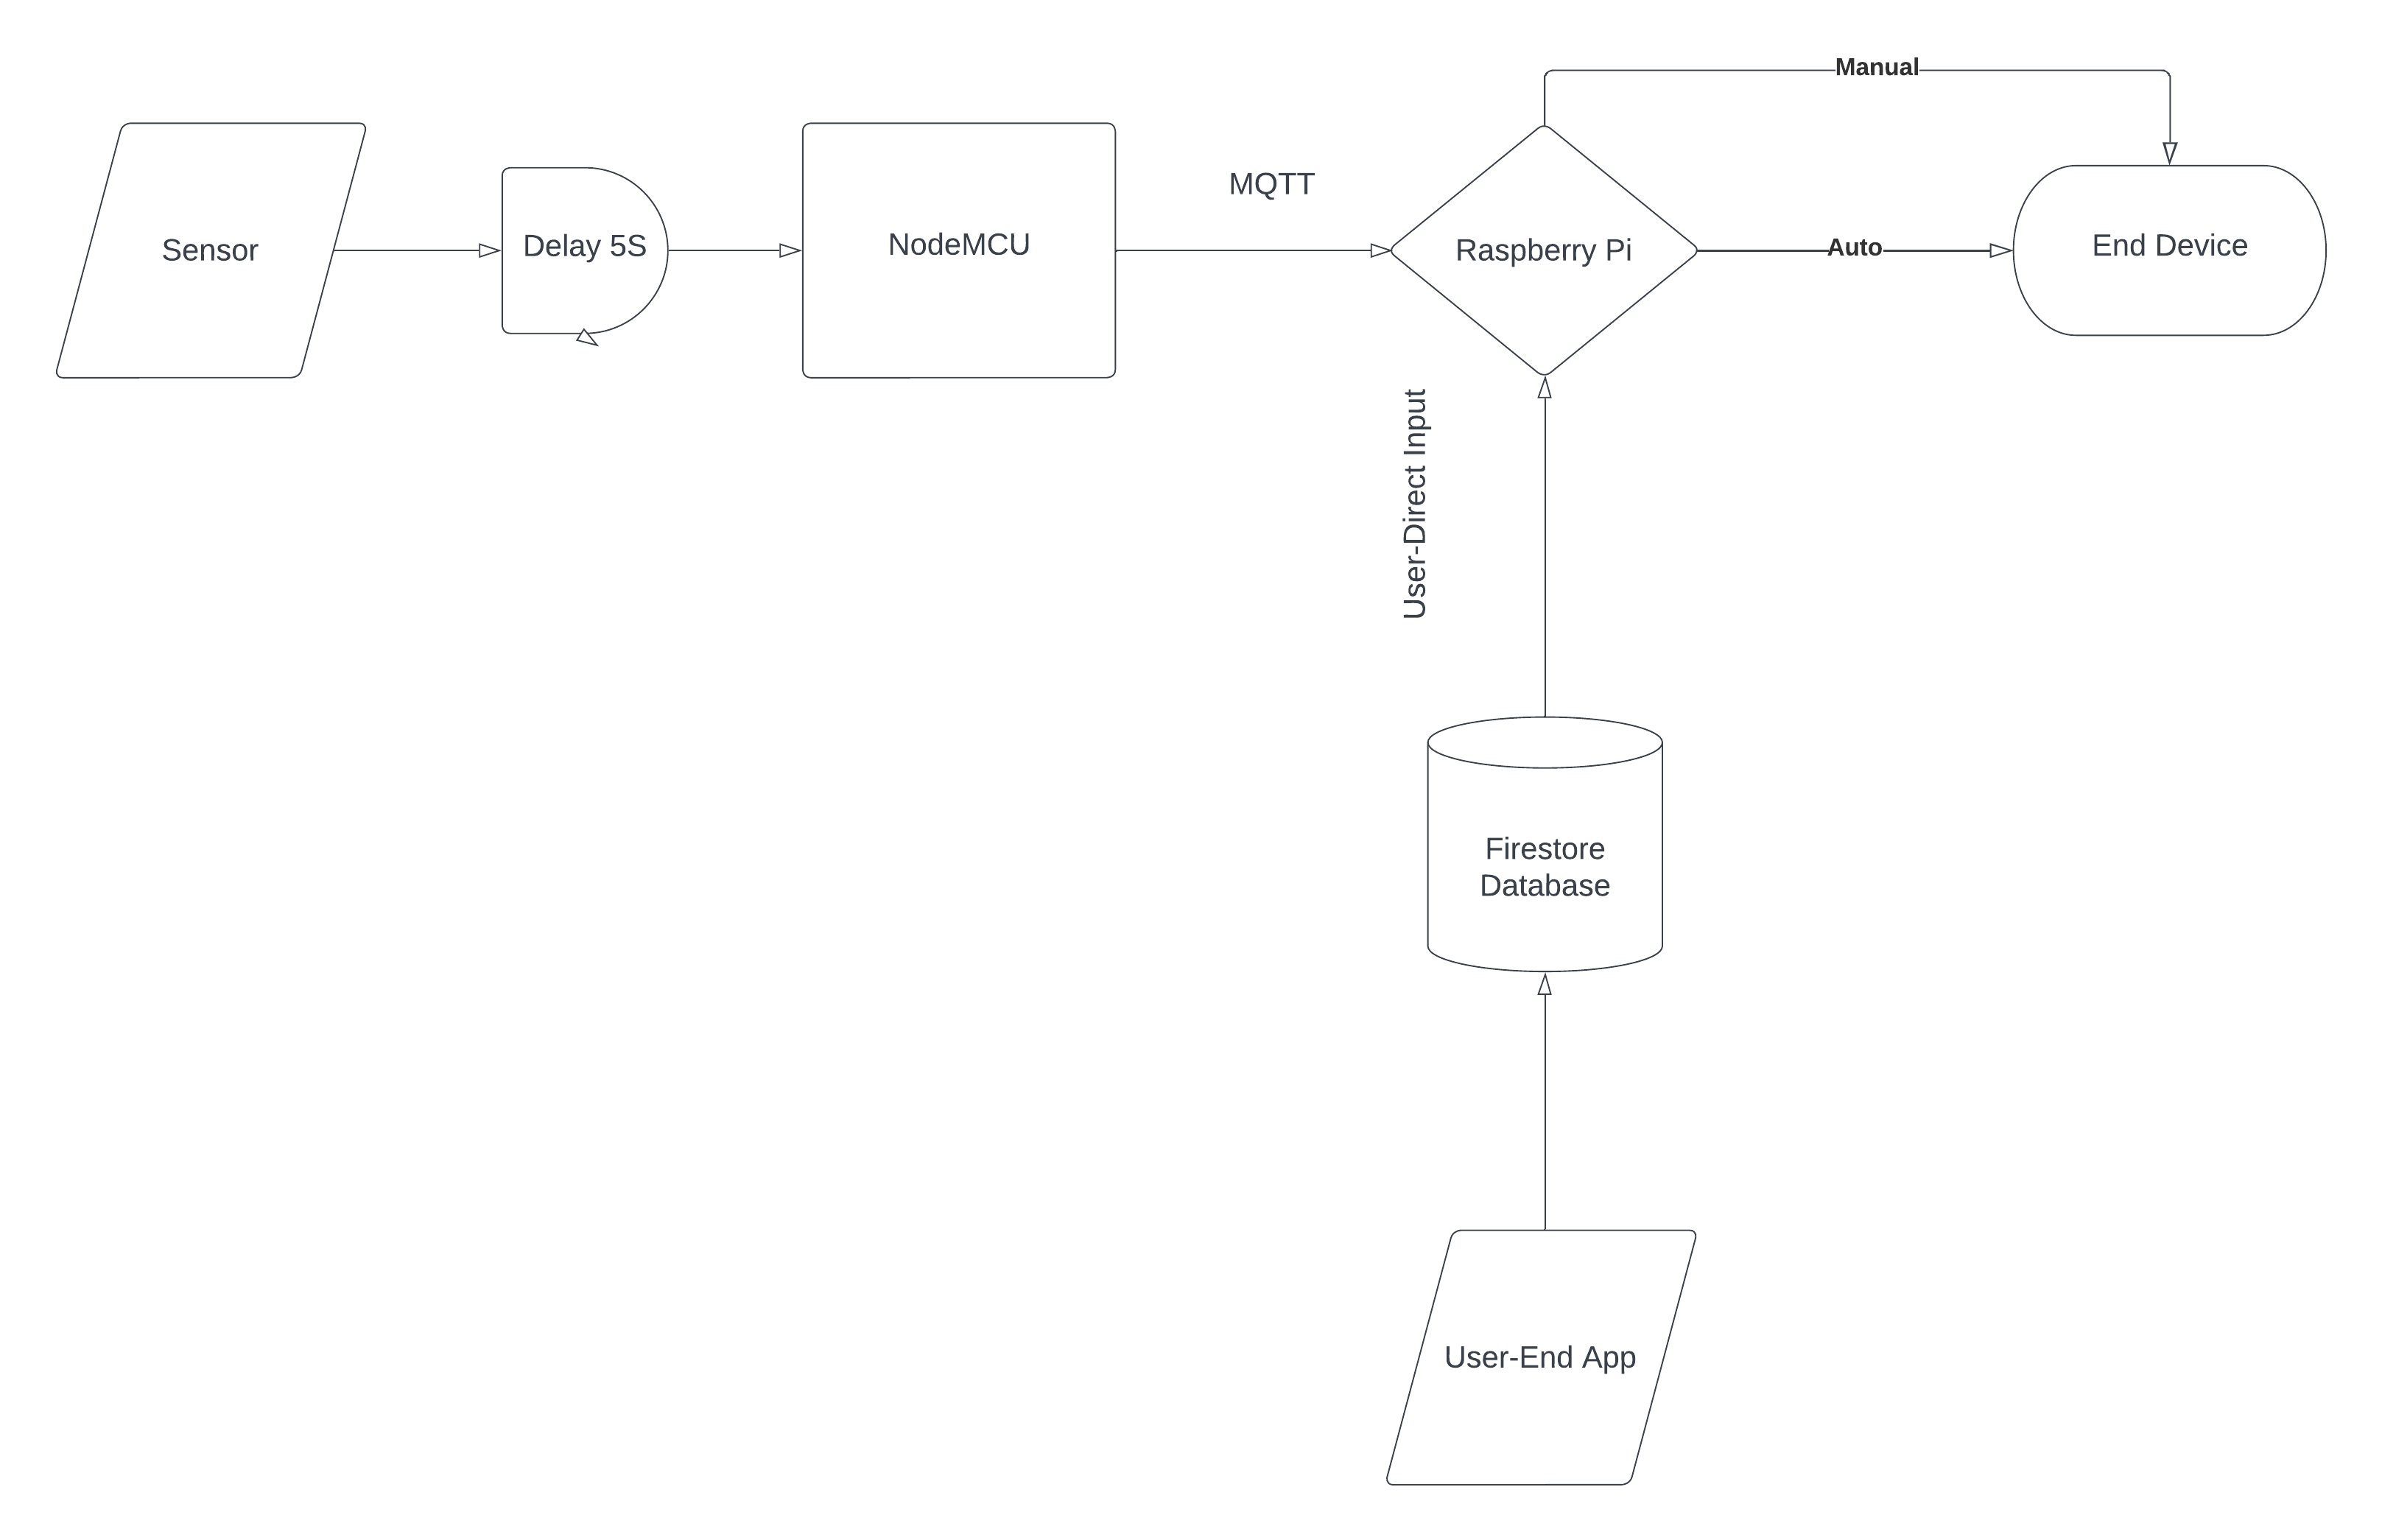 Manual
MQTT
Sensor
Delay 5S
NodeMCU
Raspberry Pi
Auto
End Device
User-Direct Input
Firestore
Database
User-End App